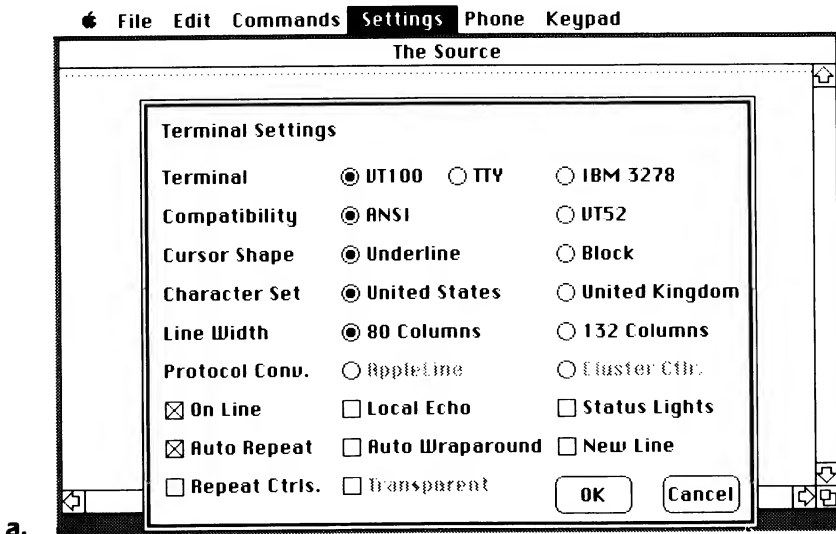 File Edit Commands Settings Phone Keypad
The Source
Terminal Settings
Terminal VT100 TTY IBM 3278
Compatibility ANSI VT52
Cursor Shape Underline Block
Character Set United States United Kingdom
Line Width 80 Columns 132 Columns
Protocol Conv. AppleLine Cluster Ctlr.
On Line Local Echo Status Lights
Auto Repeat Auto Wraparound New Line
Repeat Ctrls. Transparent OK Cancel
a.